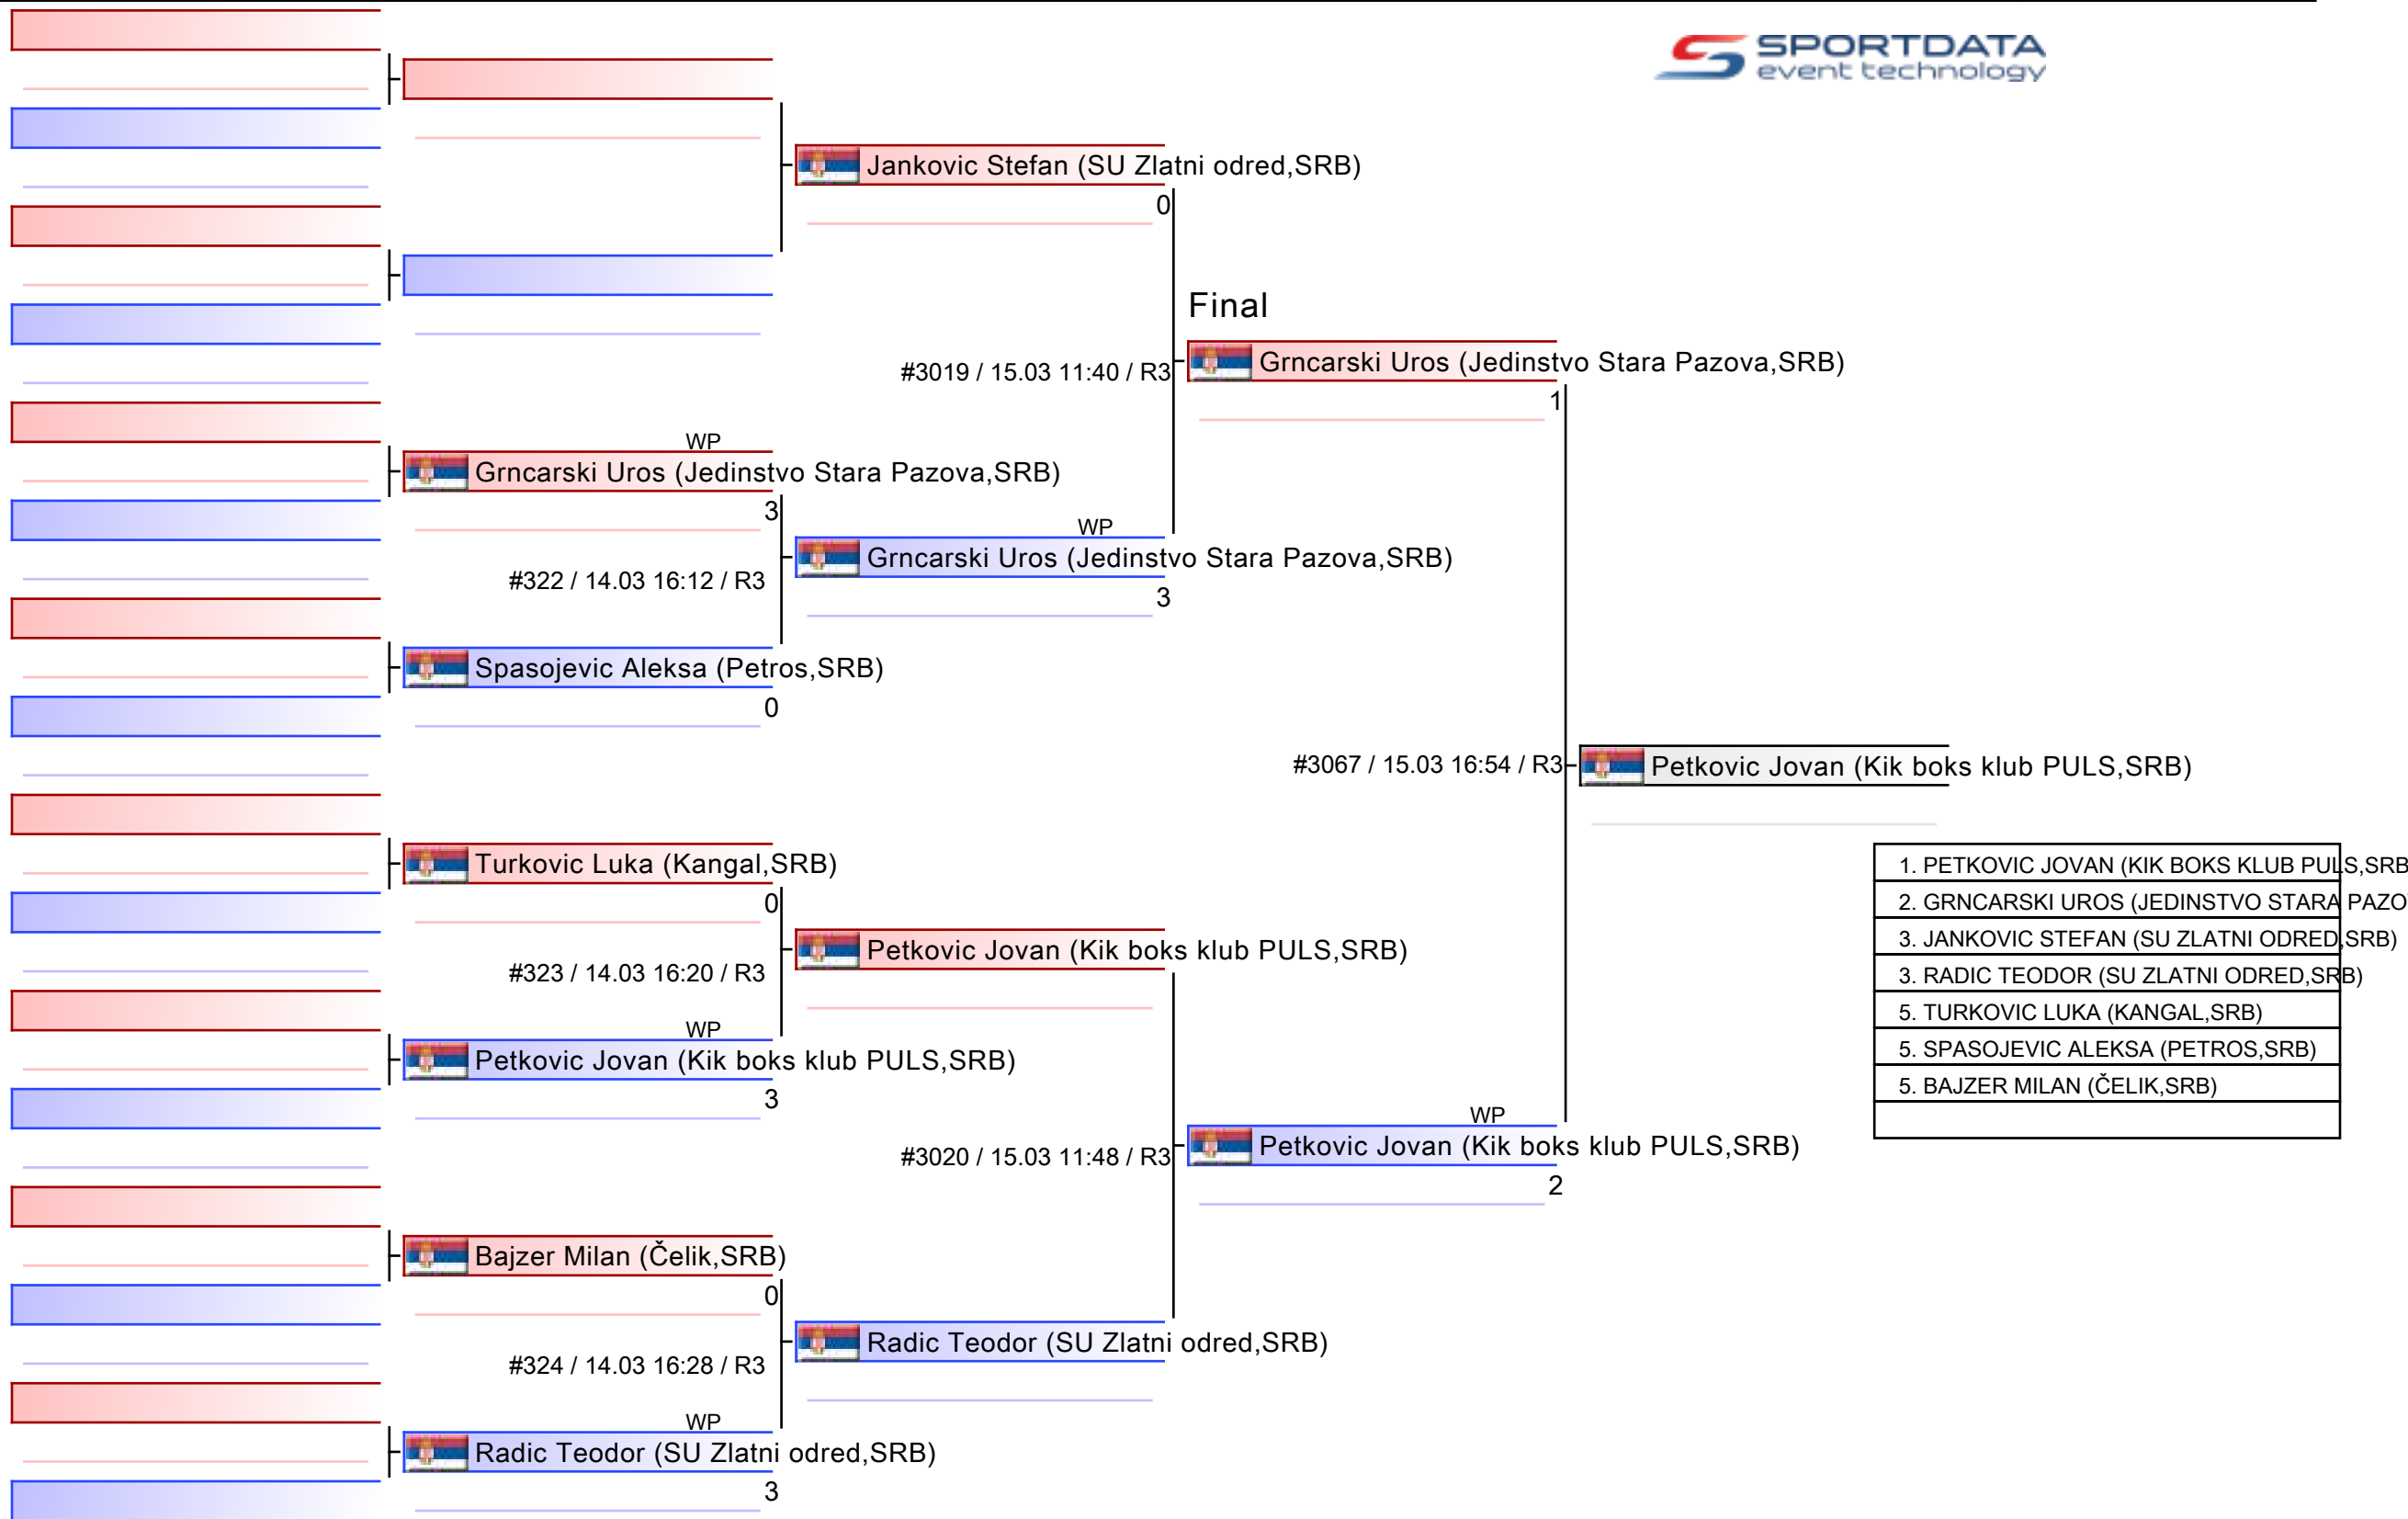 SPORTDATA
event technology
Jankovic Stefan (SU Zlatni odred,SRB)
0
Final
#3019 / 15.03 11:40 / R3
Grncarski Uros (Jedinstvo Stara Pazova,SRB)
1
WP
Grncarski Uros (Jedinstvo Stara Pazova,SRB)
3
WP
Grncarski Uros (Jedinstvo Stara Pazova,SRB)
3
#322 / 14.03 16:12 / R3
Spasojevic Aleksa (Petros,SRB)
0
#3067 / 15.03 16:54 / R3
Petkovic Jovan (Kik boks klub PULS,SRB)
Turkovic Luka (Kangal,SRB)
0
Petkovic Jovan (Kik boks klub PULS,SRB)
#323 / 14.03 16:20 / R3
WP
Petkovic Jovan (Kik boks klub PULS,SRB)
3
1. PETKOVIC JOVAN (KIK BOKS KLUB PULS,SRB
2. GRNCARSKI UROS (JEDINSTVO STARA PAZO
3. JANKOVIC STEFAN (SU ZLATNI ODRED,SRB)
3. RADIC TEODOR (SU ZLATNI ODRED,SRB)
5. TURKOVIC LUKA (KANGAL,SRB)
5. SPASOJEVIC ALEKSA (PETROS,SRB)
5. BAJZER MILAN (ČELIK,SRB)
WP
#3020 / 15.03 11:48 / R3
Petkovic Jovan (Kik boks klub PULS,SRB)
2
Bajzer Milan (Čelik,SRB)
0
Radic Teodor (SU Zlatni odred,SRB)
#324 / 14.03 16:28 / R3
WP
Radic Teodor (SU Zlatni odred,SRB)
3